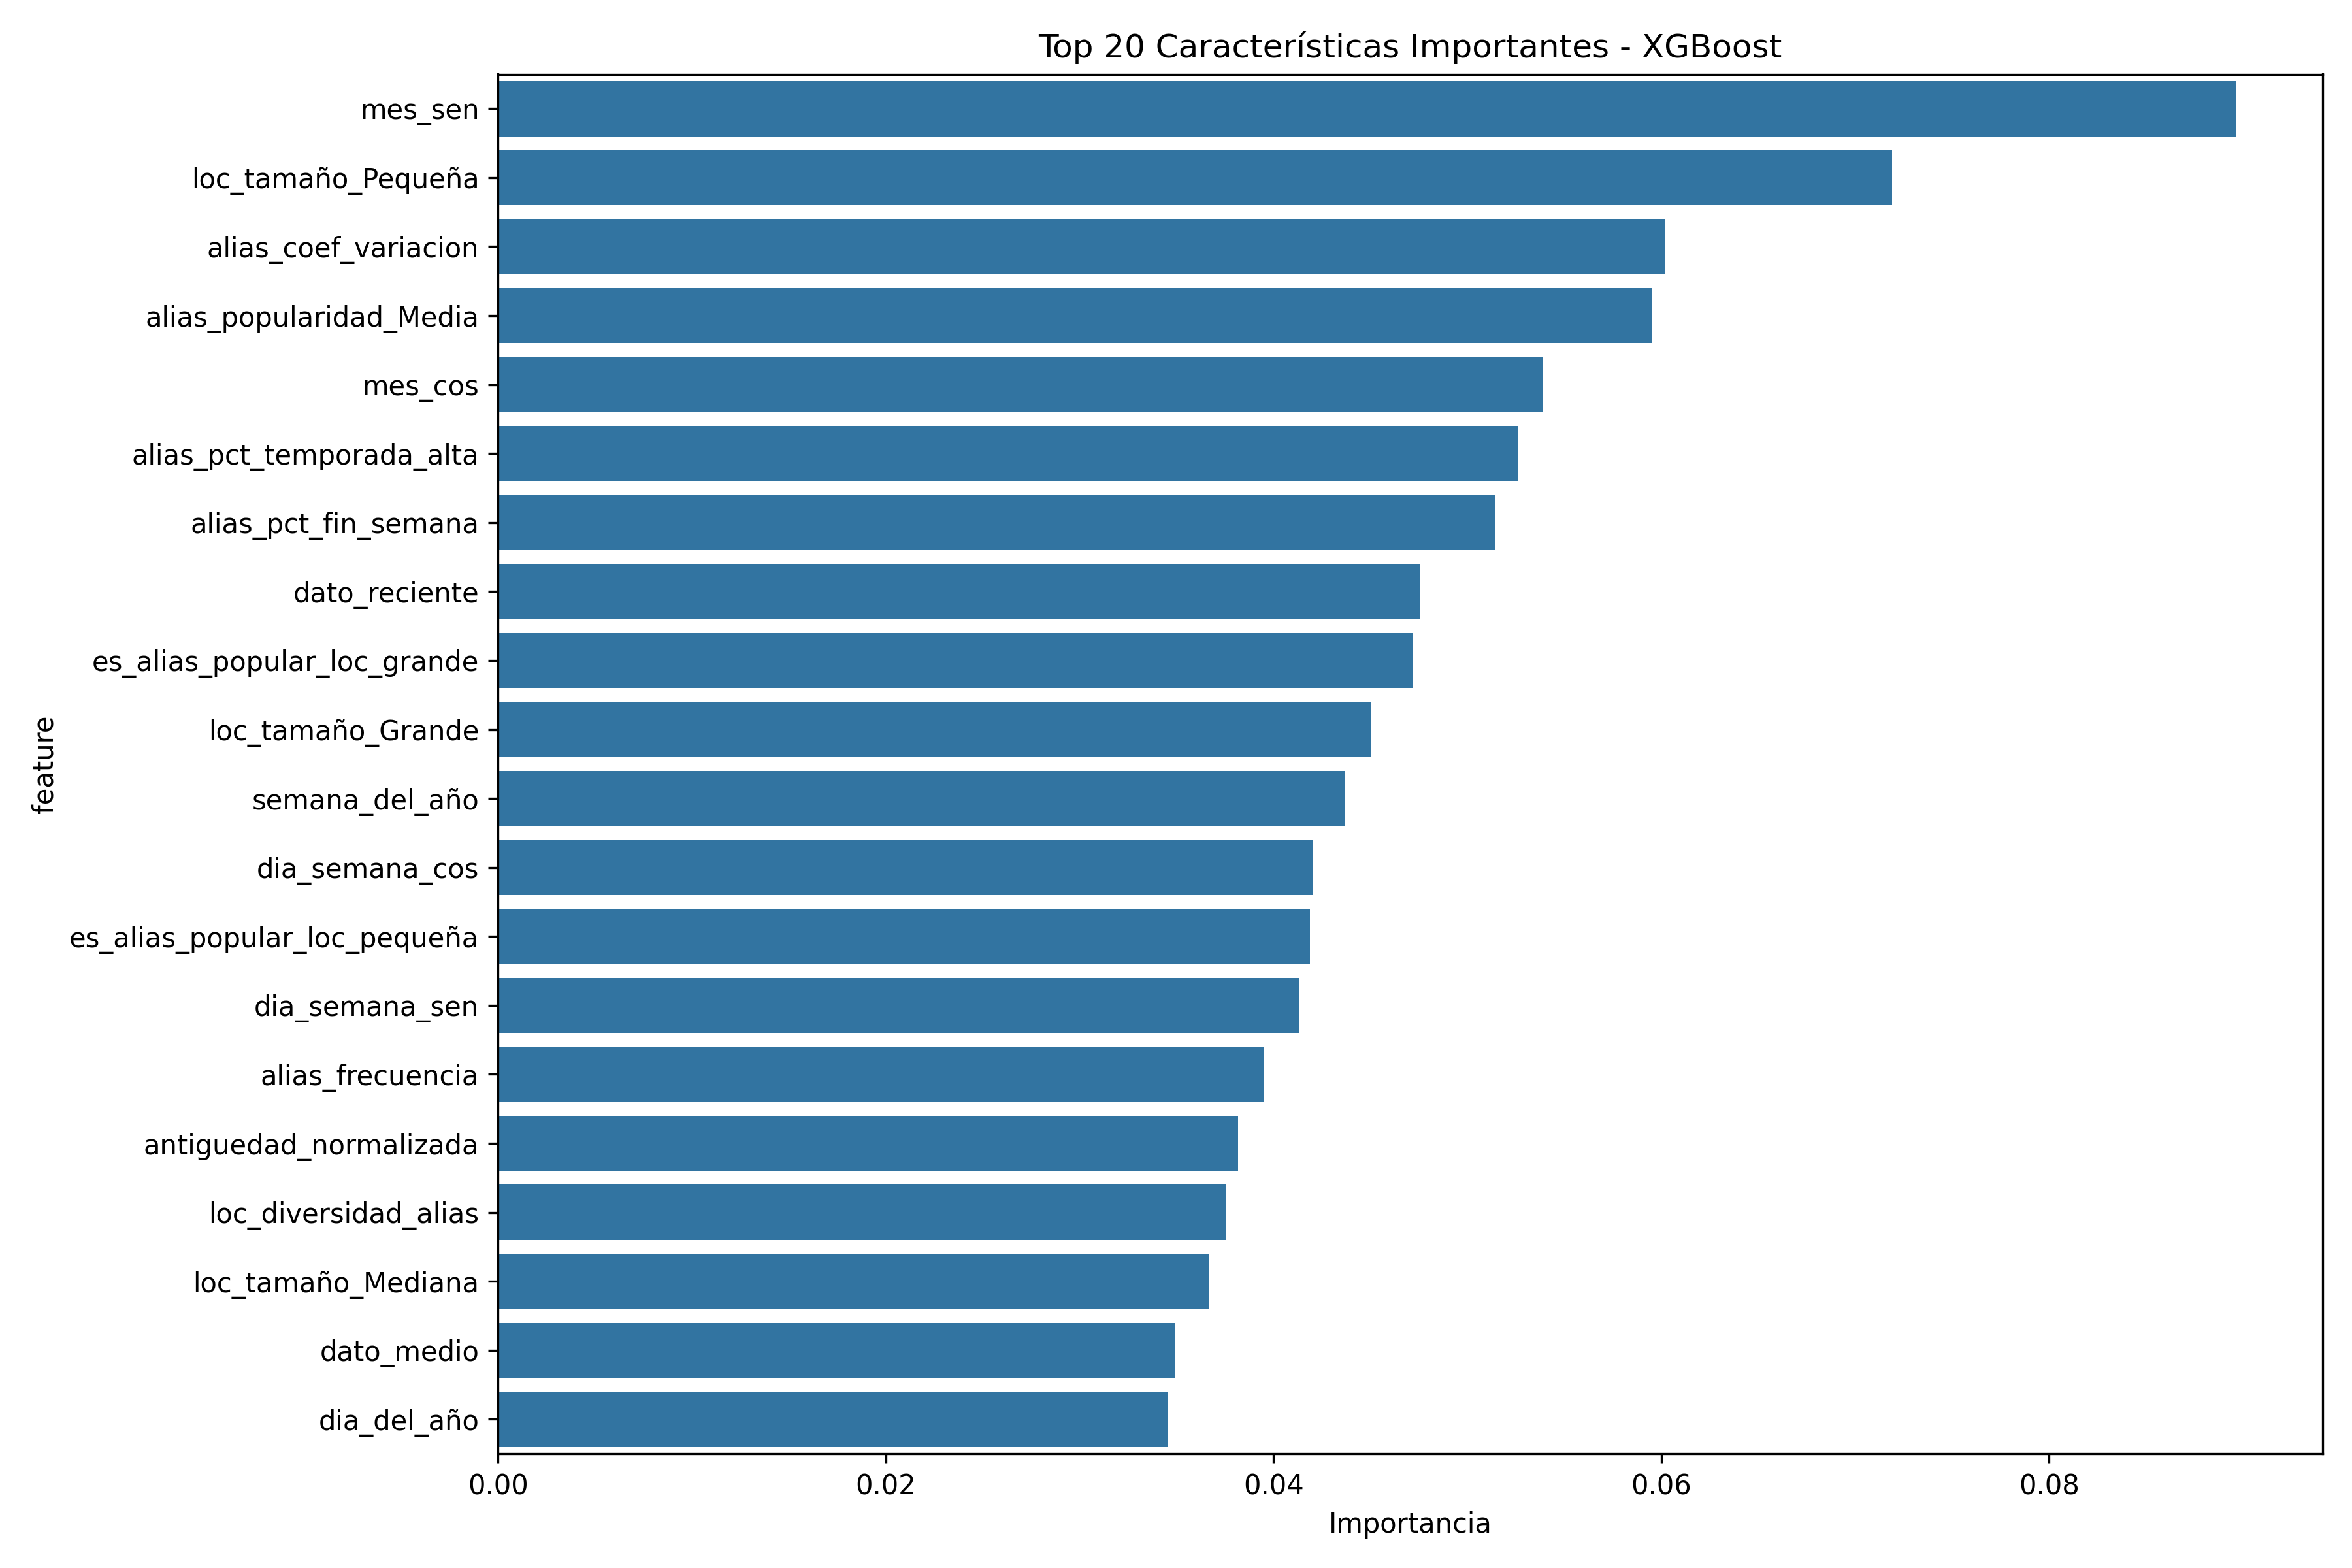 Top 20 Características Importantes - XGBoost
mes_sen
loc_tamaño_Pequeña
alias_coef_variacion
alias_popularidad_Media
mes_cos
alias_pct_temporada_alta
alias_pct_fin_semana
dato_reciente
es_alias_popular_loc_grande
loc_tamaño_Grande
semana_del_año
dia_semana_cos
es_alias_popular_loc_pequeña
dia_semana_sen
alias_frecuencia
antiguedad_normalizada
loc_diversidad_alias
loc_tamaño_Mediana
dato_medio
dia_del_año
feature
0.00 0.02 0.04 0.06 0.08
Importancia